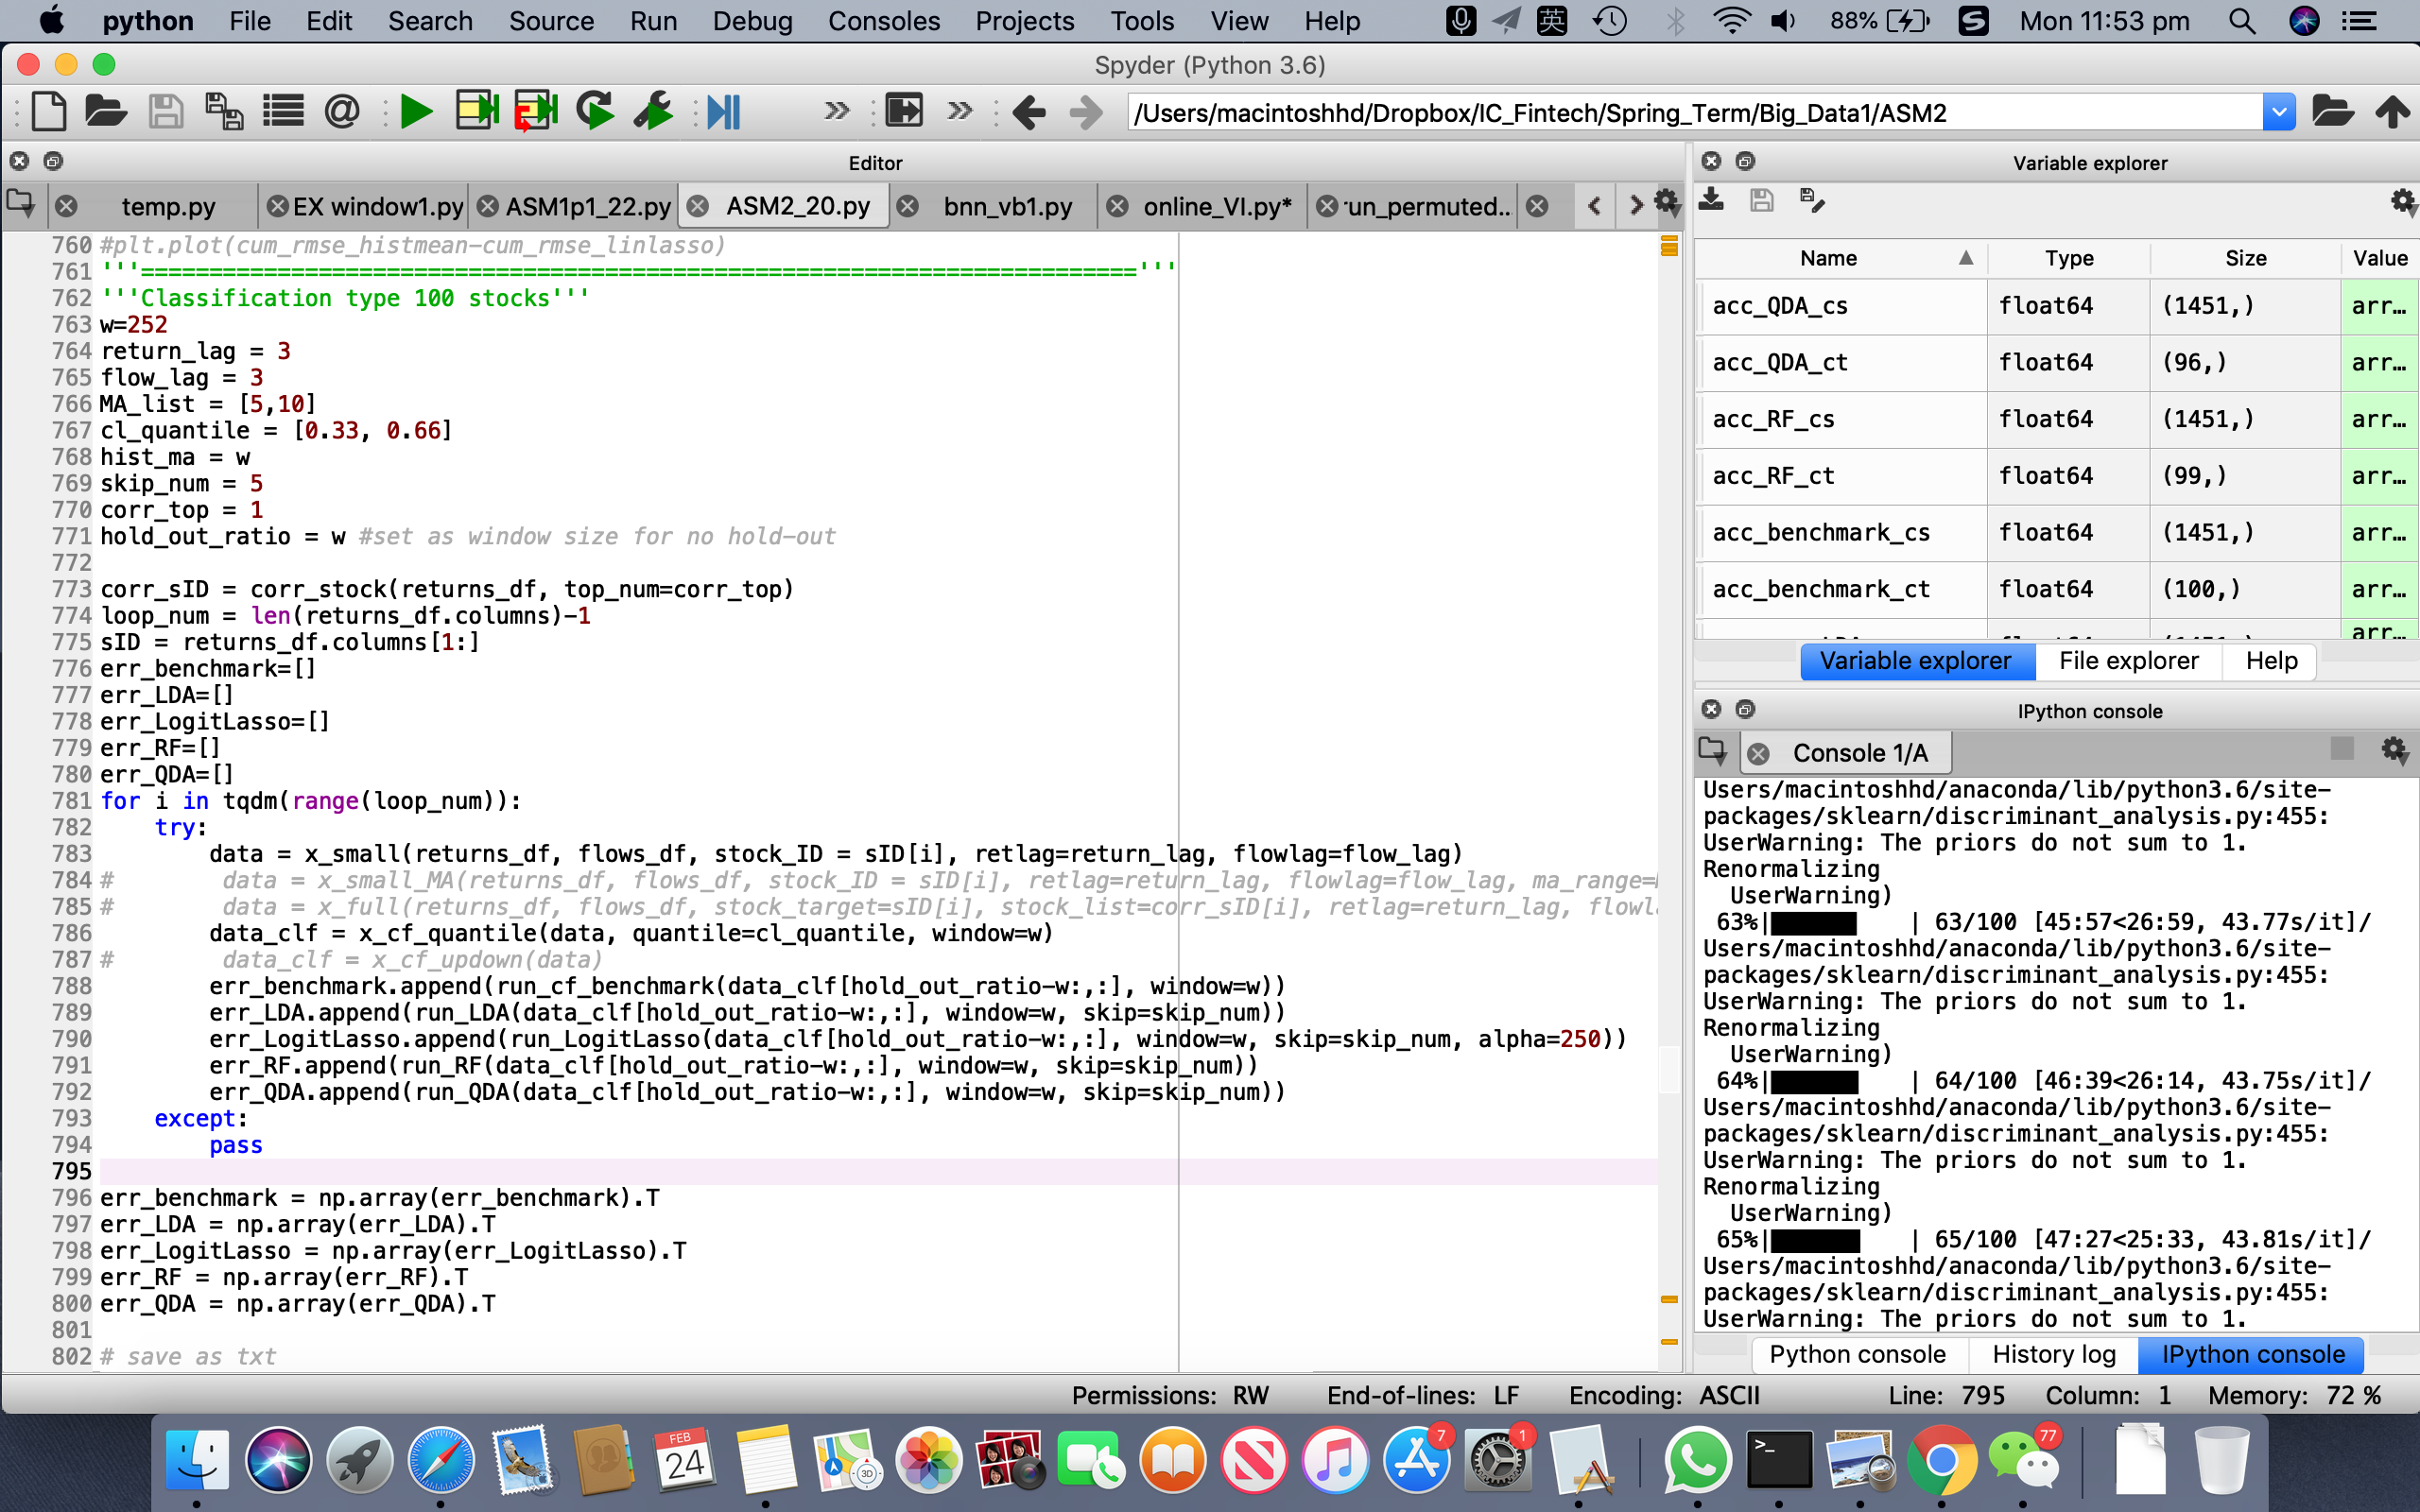 python File Edit Search Source Run Debug Consoles Projects Tools View Help 英 88% Mon 11:53 pm
Spyder (Python 3.6)
/Users/macintoshhd/Dropbox/IC_Fintech/Spring_Term/Big_Data1/ASM2
Editor
temp.py EX window1.py ASM1p1_22.py ASM2_20.py bnn_vb1.py online_VI.py* run_permuted...
760 #plt.plot(cum_rmse_histmean-cum_rmse_linlasso)
761 '''========================================================================='''
762 '''Classification type 100 stocks'''
763 w=252
764 return_lag = 3
765 flow_lag = 3
766 MA_list = [5,10]
767 cl_quantile = [0.33, 0.66]
768 hist_ma = w
769 skip_num = 5
770 corr_top = 1
771 hold_out_ratio = w #set as window size for no hold-out
772
773 corr_sID = corr_stock(returns_df, top_num=corr_top)
774 loop_num = len(returns_df.columns)-1
775 sID = returns_df.columns[1:]
776 err_benchmark=[]
777 err_LDA=[]
778 err_LogitLasso=[]
779 err_RF=[]
780 err_QDA=[]
781 for i in tqdm(range(loop_num)):
782     try:
783         data = x_small(returns_df, flows_df, stock_ID = sID[i], retlag=return_lag, flowlag=flow_lag)
784 #        data = x_small_MA(returns_df, flows_df, stock_ID = sID[i], retlag=return_lag, flowlag=flow_lag, ma_range=
785 #        data = x_full(returns_df, flows_df, stock_target=sID[i], stock_list=corr_sID[i], retlag=return_lag, flowl
786         data_clf = x_cf_quantile(data, quantile=cl_quantile, window=w)
787 #        data_clf = x_cf_updown(data)
788         err_benchmark.append(run_cf_benchmark(data_clf[hold_out_ratio-w:,:], window=w))
789         err_LDA.append(run_LDA(data_clf[hold_out_ratio-w:,:], window=w, skip=skip_num))
790         err_LogitLasso.append(run_LogitLasso(data_clf[hold_out_ratio-w:,:], window=w, skip=skip_num, alpha=250))
791         err_RF.append(run_RF(data_clf[hold_out_ratio-w:,:], window=w, skip=skip_num))
792         err_QDA.append(run_QDA(data_clf[hold_out_ratio-w:,:], window=w, skip=skip_num))
793     except:
794         pass
795
796 err_benchmark = np.array(err_benchmark).T
797 err_LDA = np.array(err_LDA).T
798 err_LogitLasso = np.array(err_LogitLasso).T
799 err_RF = np.array(err_RF).T
800 err_QDA = np.array(err_QDA).T
801
802 # save as txt
Variable explorer
Name Type Size Value
acc_QDA_cs float64 (1451,) arr...
acc_QDA_ct float64 (96,) arr...
acc_RF_cs float64 (1451,) arr...
acc_RF_ct float64 (99,) arr...
acc_benchmark_cs float64 (1451,) arr...
acc_benchmark_ct float64 (100,) arr...
arr...
Variable explorer File explorer Help
IPython console
Console 1/A
Users/macintoshhd/anaconda/lib/python3.6/site-
packages/sklearn/discriminant_analysis.py:455:
UserWarning: The priors do not sum to 1.
Renormalizing
  UserWarning)
 63%| | 63/100 [45:57<26:59, 43.77s/it]/
Users/macintoshhd/anaconda/lib/python3.6/site-
packages/sklearn/discriminant_analysis.py:455:
UserWarning: The priors do not sum to 1.
Renormalizing
  UserWarning)
 64%| | 64/100 [46:39<26:14, 43.75s/it]/
Users/macintoshhd/anaconda/lib/python3.6/site-
packages/sklearn/discriminant_analysis.py:455:
UserWarning: The priors do not sum to 1.
Renormalizing
  UserWarning)
 65%| | 65/100 [47:27<25:33, 43.81s/it]/
Users/macintoshhd/anaconda/lib/python3.6/site-
packages/sklearn/discriminant_analysis.py:455:
UserWarning: The priors do not sum to 1.
Python console History log IPython console
Permissions: RW End-of-lines: LF Encoding: ASCII Line: 795 Column: 1 Memory: 72 %
FEB
24
3D
7
1
>_
77